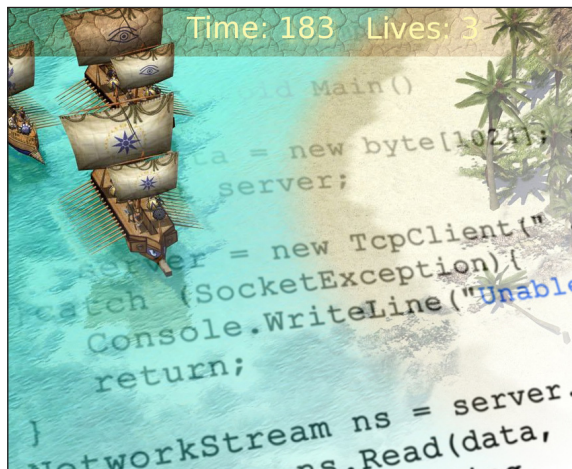 Time: 183 Lives: 3
Main()
= new byte[1024];
server;
server = new TcpClient("
catch (SocketException){
Console.WriteLine("Unable
return;
}
NetworkStream ns = server.
ns.Read(data,